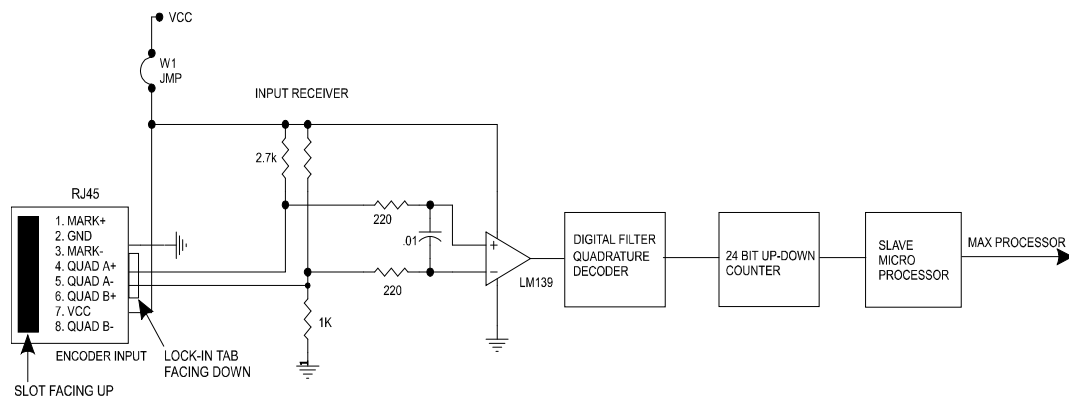 VCC
W1
JMP
INPUT RECEIVER
2.7k
RJ45
1. MARK+
2. GND
3. MARK-
4. QUAD A+
5. QUAD A-
6. QUAD B+
7. VCC
8. QUAD B-
220
.01
220
+
−
LM139
1K
DIGITAL FILTER
QUADRATURE
DECODER
24 BIT UP-DOWN
COUNTER
SLAVE
MICRO
PROCESSOR
MAX PROCESSOR
ENCODER INPUT
LOCK-IN TAB
FACING DOWN
SLOT FACING UP